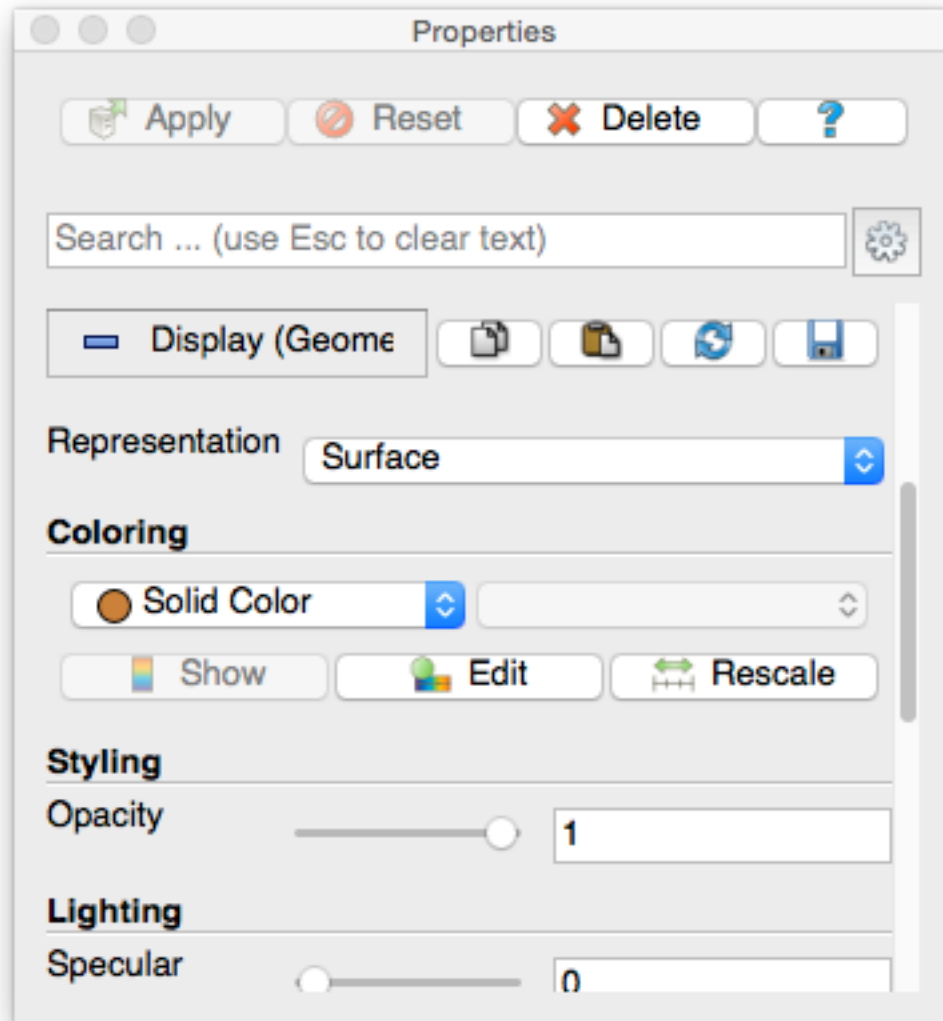 Properties
Apply Reset Delete ?
Search ... (use Esc to clear text)
Display (Geome
Representation Surface
Coloring
Solid Color
Show Edit Rescale
Styling
Opacity 1
Lighting
Specular 0